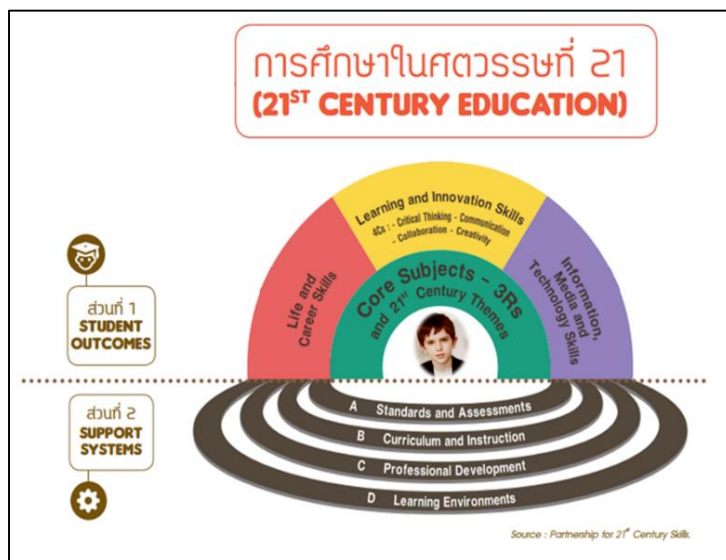 การศึกษาในศตวรรษที่ 21
(21ST CENTURY EDUCATION)
Learning and Innovation Skills
4Cs : - Critical Thinking - Communication
- Collaboration - Creativity
Life and
Career Skills
Core Subjects - 3Rs
and 21st Century Themes
Information,
Media and
Technology Skills
ส่วนที่ 1
STUDENT
OUTCOMES
ส่วนที่ 2
SUPPORT
SYSTEMS
A Standards and Assessments
B Curriculum and Instruction
C Professional Development
D Learning Environments
Source : Partnership for 21st Century Skills.